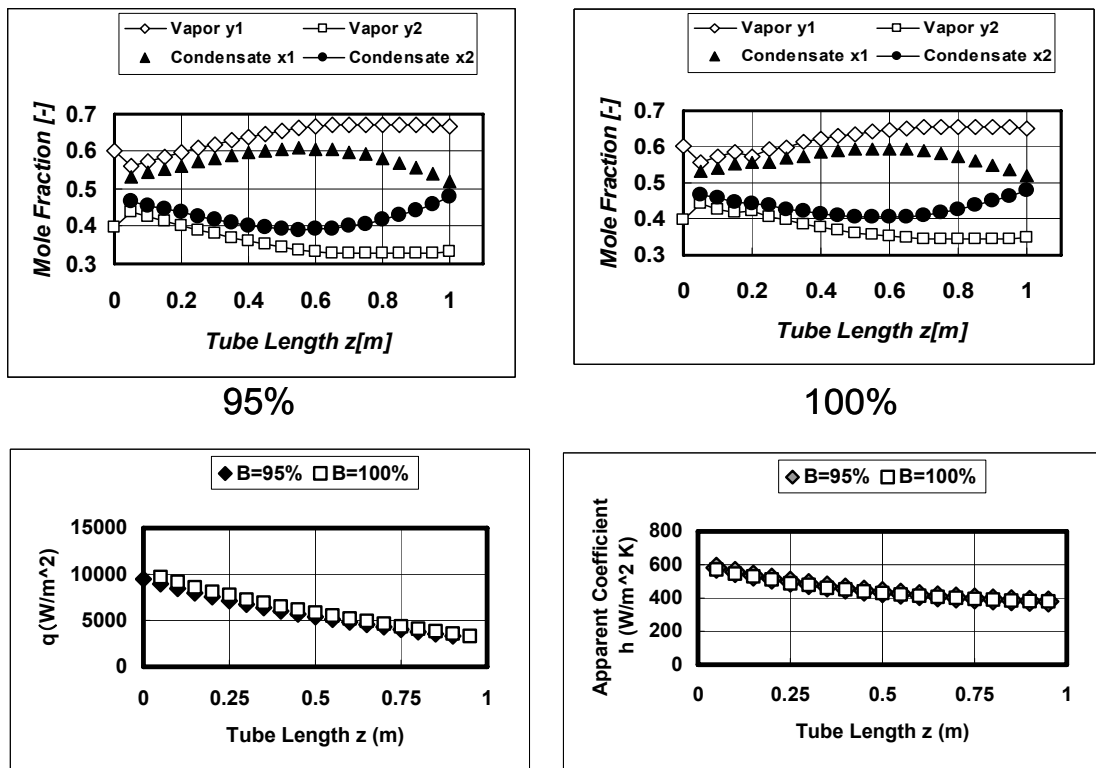 Vapor y1 Vapor y2
Condensate x1 Condensate x2
0.7
0.6
0.5
0.4
0.3
Mole Fraction [-]
0 0.2 0.4 0.6 0.8 1
Tube Length z[m]
95%
Vapor y1 Vapor y2
Condensate x1 Condensate x2
0.7
0.6
0.5
0.4
0.3
Mole Fraction [-]
0 0.2 0.4 0.6 0.8 1
Tube Length z[m]
100%
B=95% B=100%
15000
10000
5000
0
q (W/m^2)
0 0.25 0.5 0.75 1
Tube Length z (m)
B=95% B=100%
800
600
400
200
0
Apparent Coefficient
h (W/m^2 K)
0 0.25 0.5 0.75 1
Tube Length z (m)